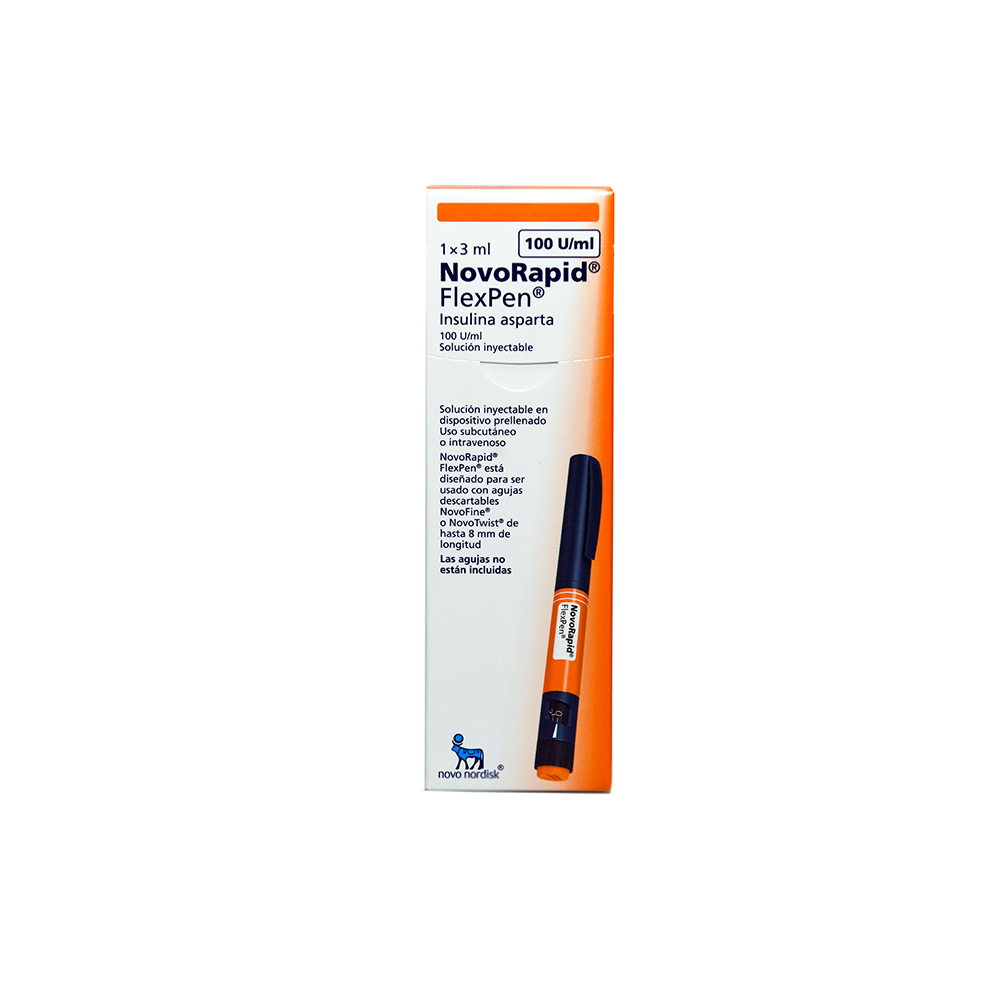 1 × 3 ml
100 U/ml
NovoRapid®
FlexPen®
Insulina asparta
100 U/ml
Solución inyectable
Solución inyectable en
dispositivo prellenado
Uso subcutáneo
o intravenoso
NovoRapid®
FlexPen® está
diseñado para ser
usado con agujas
descartables
NovoFine®
o NovoTwist® de
hasta 8 mm de
longitud
Las agujas no
están incluidas
NovoRapid®
FlexPen®
novo nordisk®